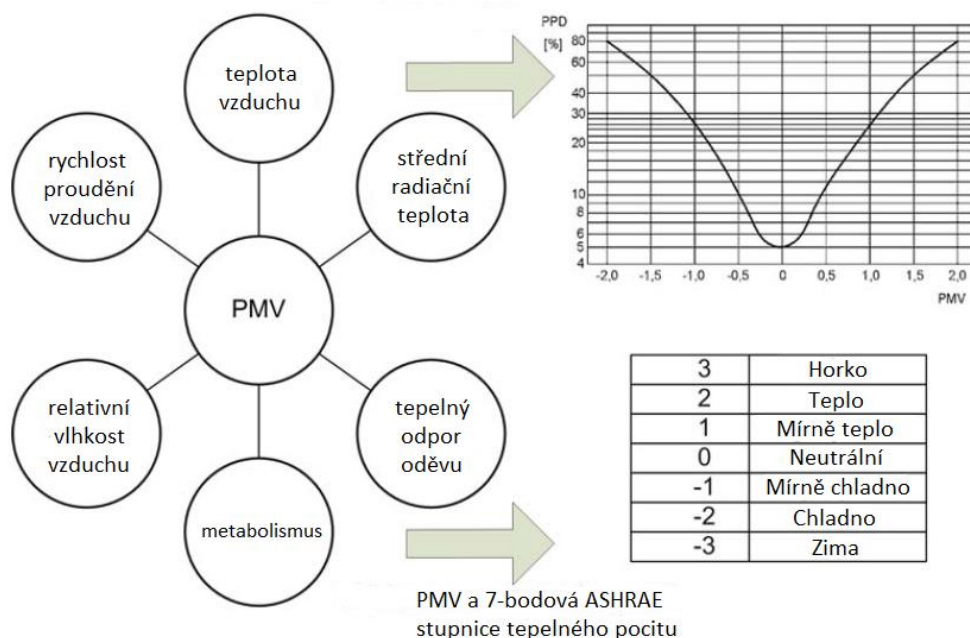 teplota
vzduchu
rychlost
proudění
vzduchu
střední
radiační
teplota
PMV
relativní
vlhkost
vzduchu
tepelný
odpor
oděvu
metabolismus
PPD
[%]
80
60
40
30
20
10
8
6
5
4
-2,0 -1,5 -1,0 -0,5 0 0,5 1,0 1,5 2,0
PMV
3 Horko
2 Teplo
1 Mírně teplo
0 Neutrální
-1 Mírně chladno
-2 Chladno
-3 Zima
PMV a 7-bodová ASHRAE
stupnice tepelného pocitu